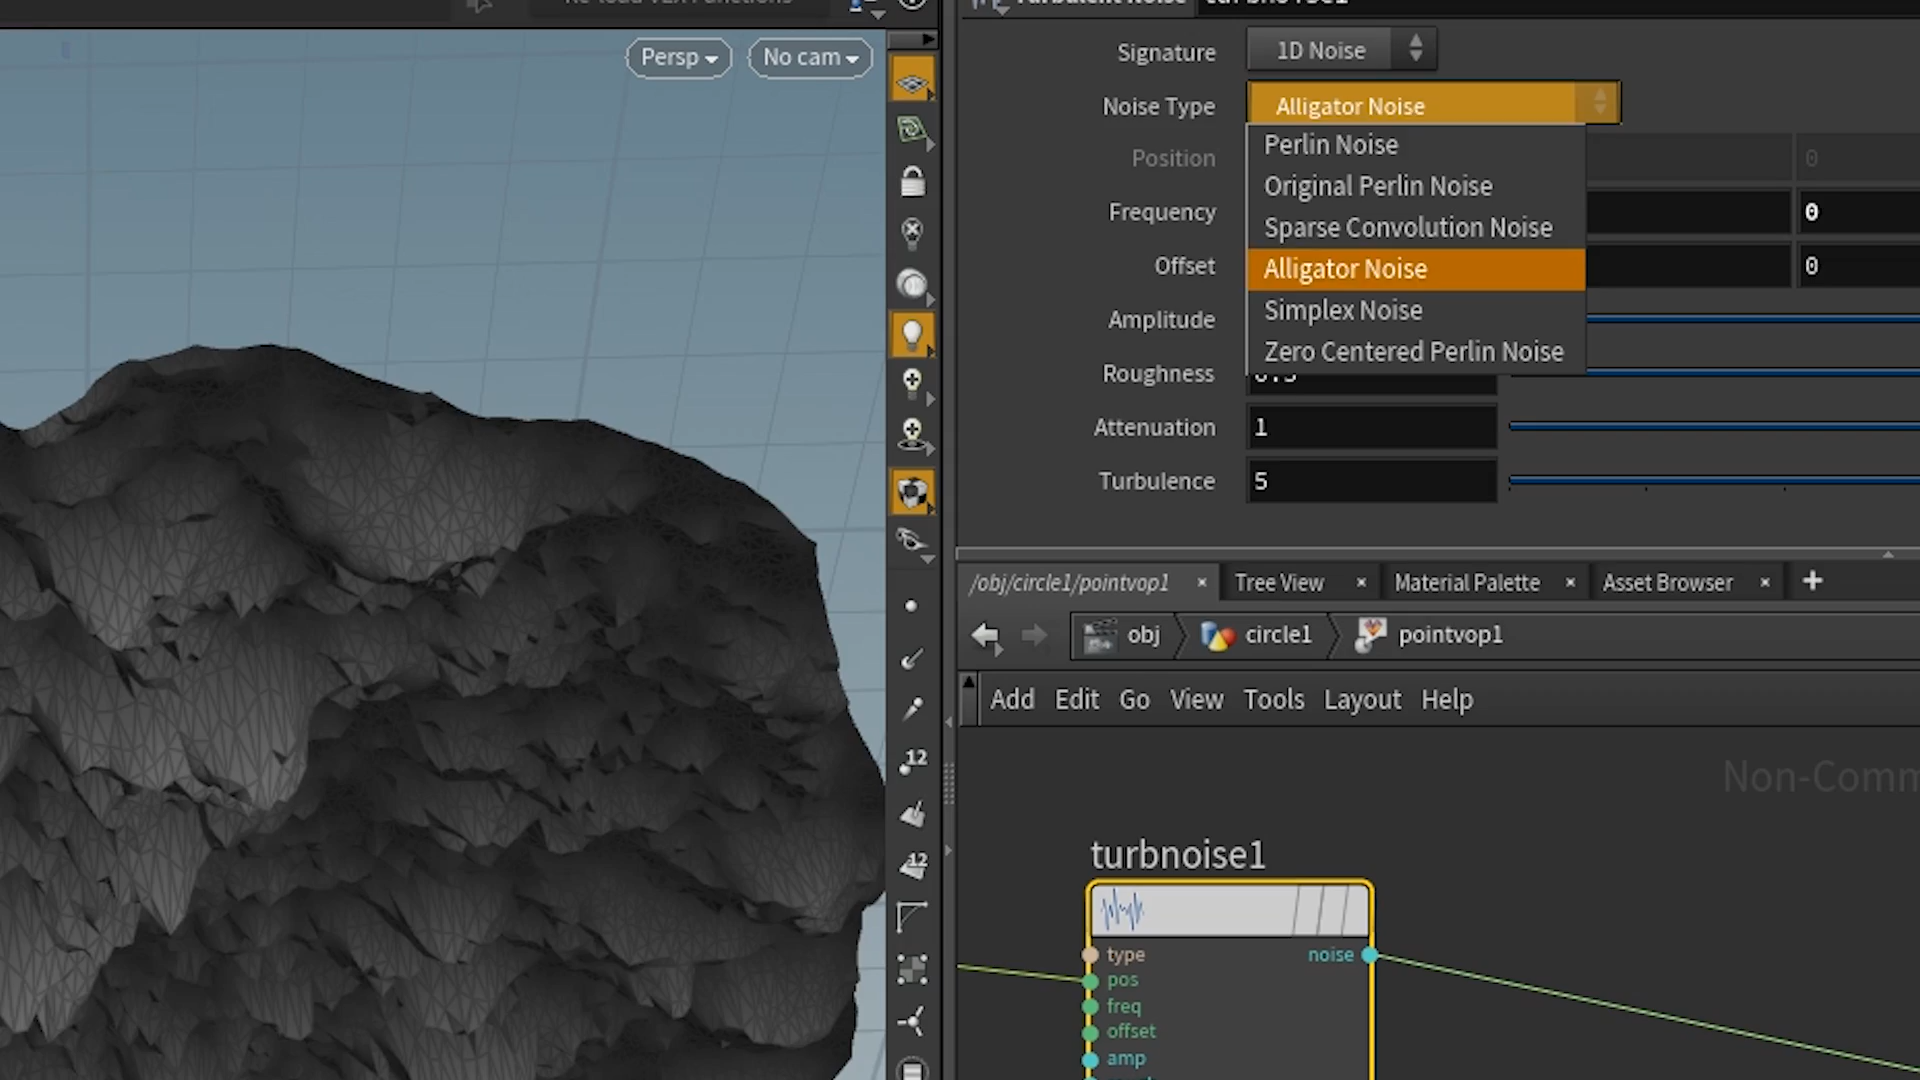 Persp
No cam
Signature
1D Noise
Noise Type
Alligator Noise
Perlin Noise
Original Perlin Noise
Sparse Convolution Noise
Alligator Noise
Simplex Noise
Zero Centered Perlin Noise
Position
0
Frequency
0
Offset
0
Amplitude
Roughness
Attenuation
1
Turbulence
5
12
12
/obj/circle1/pointvop1
Tree View
Material Palette
Asset Browser
obj
circle1
pointvop1
Add Edit Go View Tools Layout Help
turbnoise1
type
noise
pos
freq
offset
amp